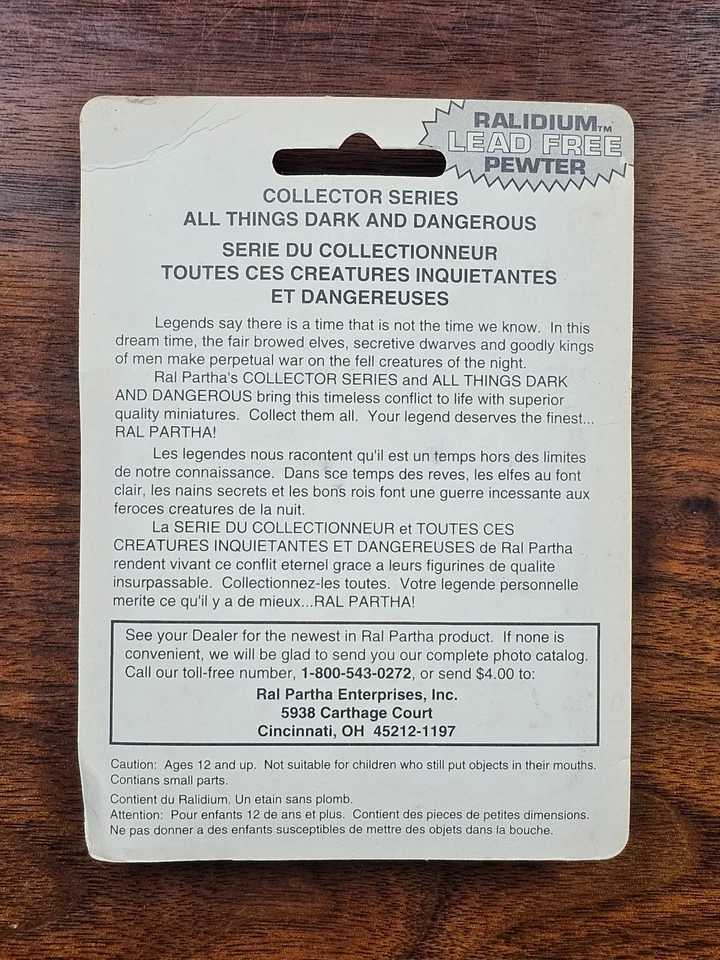 RALIDIUM™
LEAD FREE
PEWTER
COLLECTOR SERIES
ALL THINGS DARK AND DANGEROUS
SERIE DU COLLECTIONNEUR
TOUTES CES CREATURES INQUIETANTES
ET DANGEREUSES
Legends say there is a time that is not the time we know. In this
dream time, the fair browed elves, secretive dwarves and goodly kings
of men make perpetual war on the fell creatures of the night.
Ral Partha's COLLECTOR SERIES and ALL THINGS DARK
AND DANGEROUS bring this timeless conflict to life with superior
quality miniatures. Collect them all. Your legend deserves the finest...
RAL PARTHA!
Les legendes nous racontent qu'il est un temps hors des limites
de notre connaissance. Dans sce temps des reves, les elfes au font
clair, les nains secrets et les bons rois font une guerre incessante aux
feroces creatures de la nuit.
La SERIE DU COLLECTIONNEUR et TOUTES CES
CREATURES INQUIETANTES ET DANGEREUSES de Ral Partha
rendent vivant ce conflit eternel grace a leurs figurines de qualite
insurpassable. Collectionnez-les toutes. Votre legende personnelle
merite ce qu'il y a de mieux...RAL PARTHA!
See your Dealer for the newest in Ral Partha product. If none is
convenient, we will be glad to send you our complete photo catalog.
Call our toll-free number, 1-800-543-0272, or send $4.00 to:
Ral Partha Enterprises, Inc.
5938 Carthage Court
Cincinnati, OH 45212-1197
Caution: Ages 12 and up. Not suitable for children who still put objects in their mouths.
Contians small parts.
Contient du Ralidium. Un etain sans plomb.
Attention: Pour enfants 12 de ans et plus. Contient des pieces de petites dimensions.
Ne pas donner a des enfants susceptibles de mettre des objets dans la bouche.